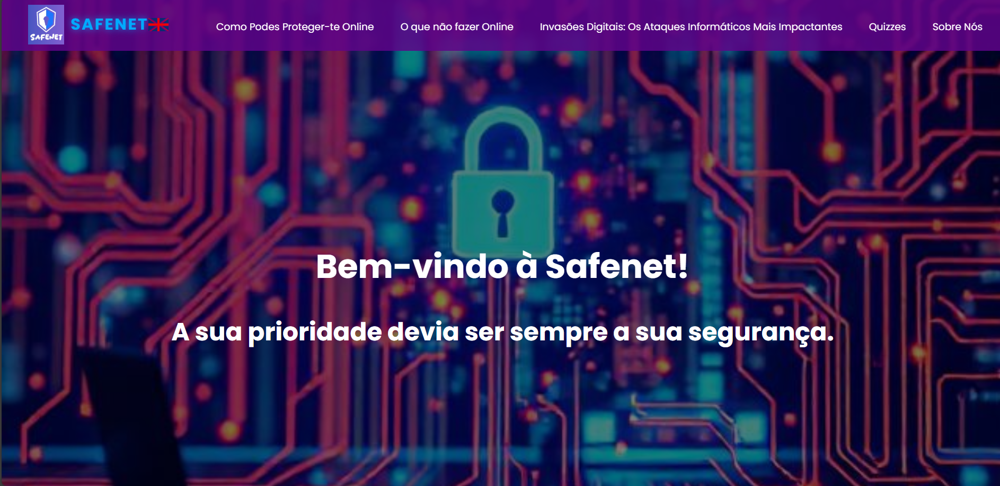 SAFENET
SAFENET
Como Podes Proteger-te Online
O que não fazer Online
Invasões Digitais: Os Ataques Informáticos Mais Impactantes
Quizzes
Sobre Nós
Bem-vindo à Safenet!
A sua prioridade devia ser sempre a sua segurança.